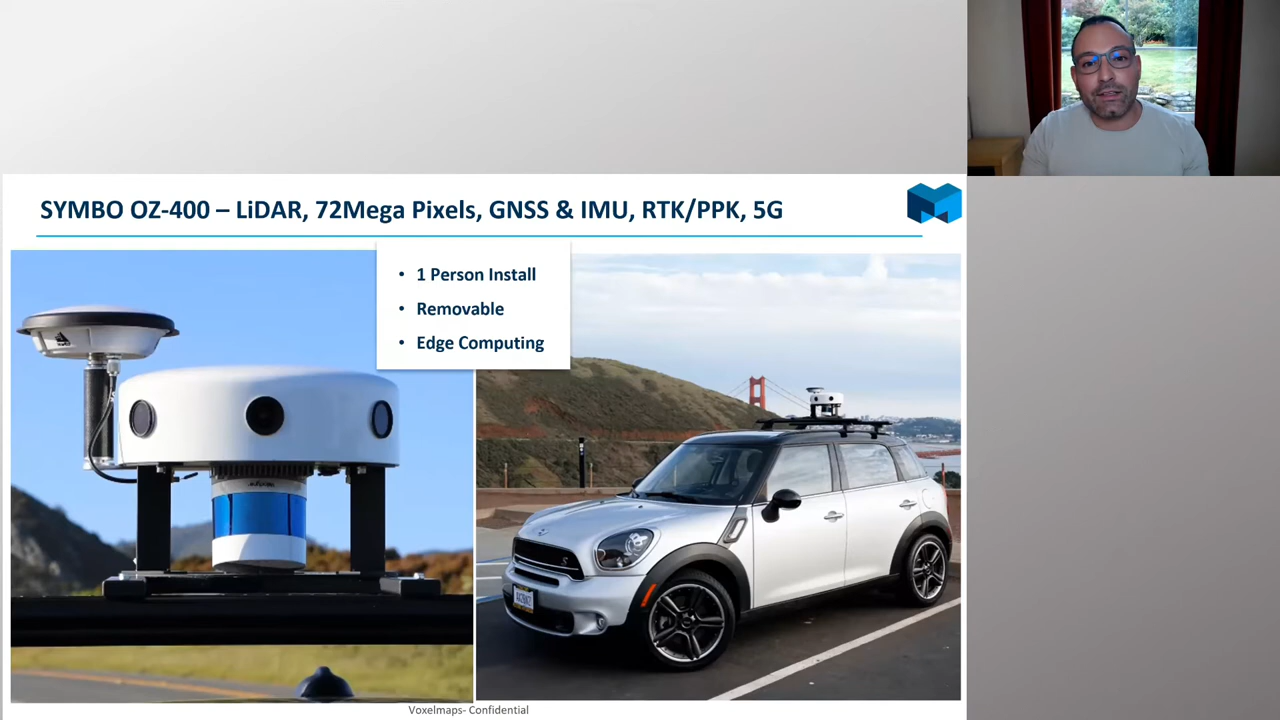 SYMBO OZ-400 – LiDAR, 72Mega Pixels, GNSS & IMU, RTK/PPK, 5G
• 1 Person Install
• Removable
• Edge Computing
Voxelmaps- Confidential